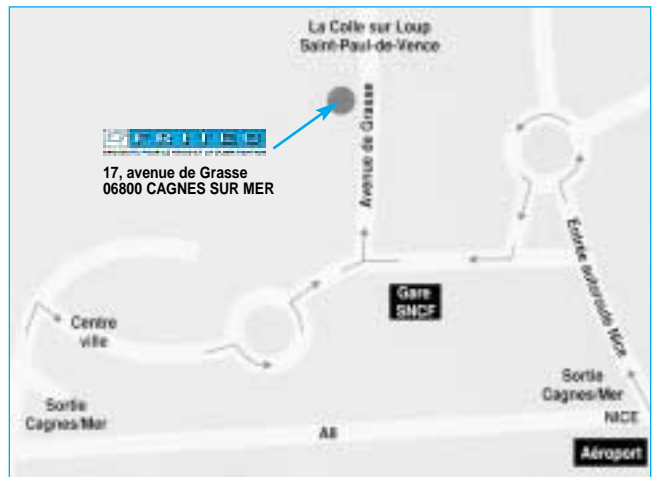 La Colle sur Loup
Saint-Paul-de-Vence
Avenue de Grasse
17, avenue de Grasse
06800 CAGNES SUR MER
Entrée autoroute Nice
Gare
SNCF
Centre
ville
Sortie
Cagnes/Mer
Sortie
Cagnes/Mer
NICE
A8
Aéroport